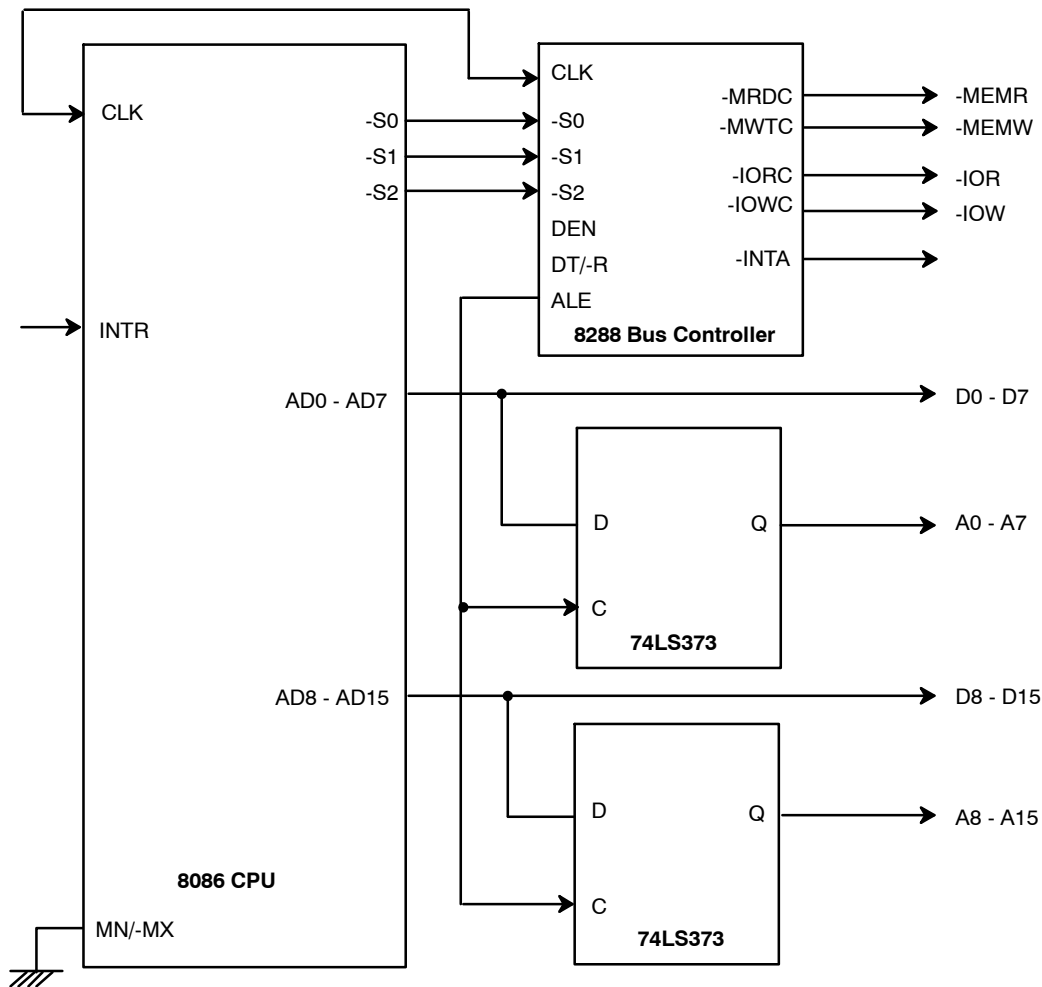 CLK
-S0
-S1
-S2
INTR
AD0 - AD7
AD8 - AD15
8086 CPU
MN/-MX
CLK
-S0
-S1
-S2
DEN
DT/-R
ALE
-MRDC
-MWTC
-IORC
-IOWC
-INTA
8288 Bus Controller
-MEMR
-MEMW
-IOR
-IOW
D0 - D7
D
Q
C
74LS373
A0 - A7
D8 - D15
D
Q
C
74LS373
A8 - A15